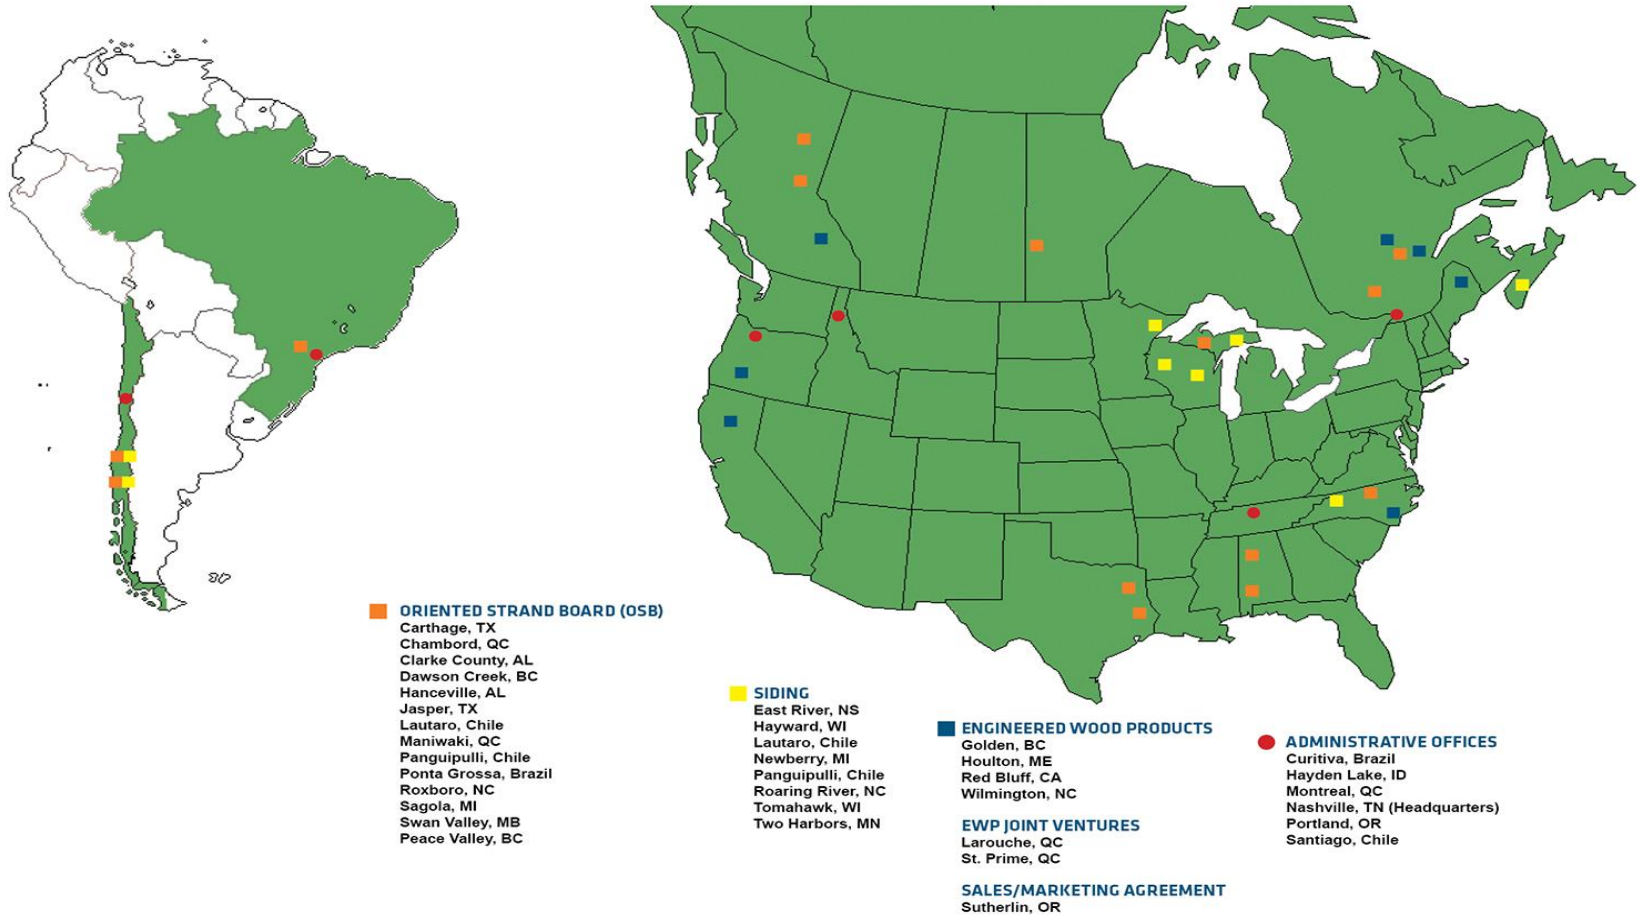 ORIENTED STRAND BOARD (OSB)
Carthage, TX
Chambord, QC
Clarke County, AL
Dawson Creek, BC
Hanceville, AL
Jasper, TX
Lautaro, Chile
Maniwaki, QC
Panguipulli, Chile
Ponta Grossa, Brazil
Roxboro, NC
Sagola, MI
Swan Valley, MB
Peace Valley, BC
SIDING
East River, NS
Hayward, WI
Lautaro, Chile
Newberry, MI
Panguipulli, Chile
Roaring River, NC
Tomahawk, WI
Two Harbors, MN
ENGINEERED WOOD PRODUCTS
Golden, BC
Houlton, ME
Red Bluff, CA
Wilmington, NC
EWP JOINT VENTURES
Larouche, QC
St. Prime, QC
SALES/MARKETING AGREEMENT
Sutherlin, OR
ADMINISTRATIVE OFFICES
Curitiva, Brazil
Hayden Lake, ID
Montreal, QC
Nashville, TN (Headquarters)
Portland, OR
Santiago, Chile